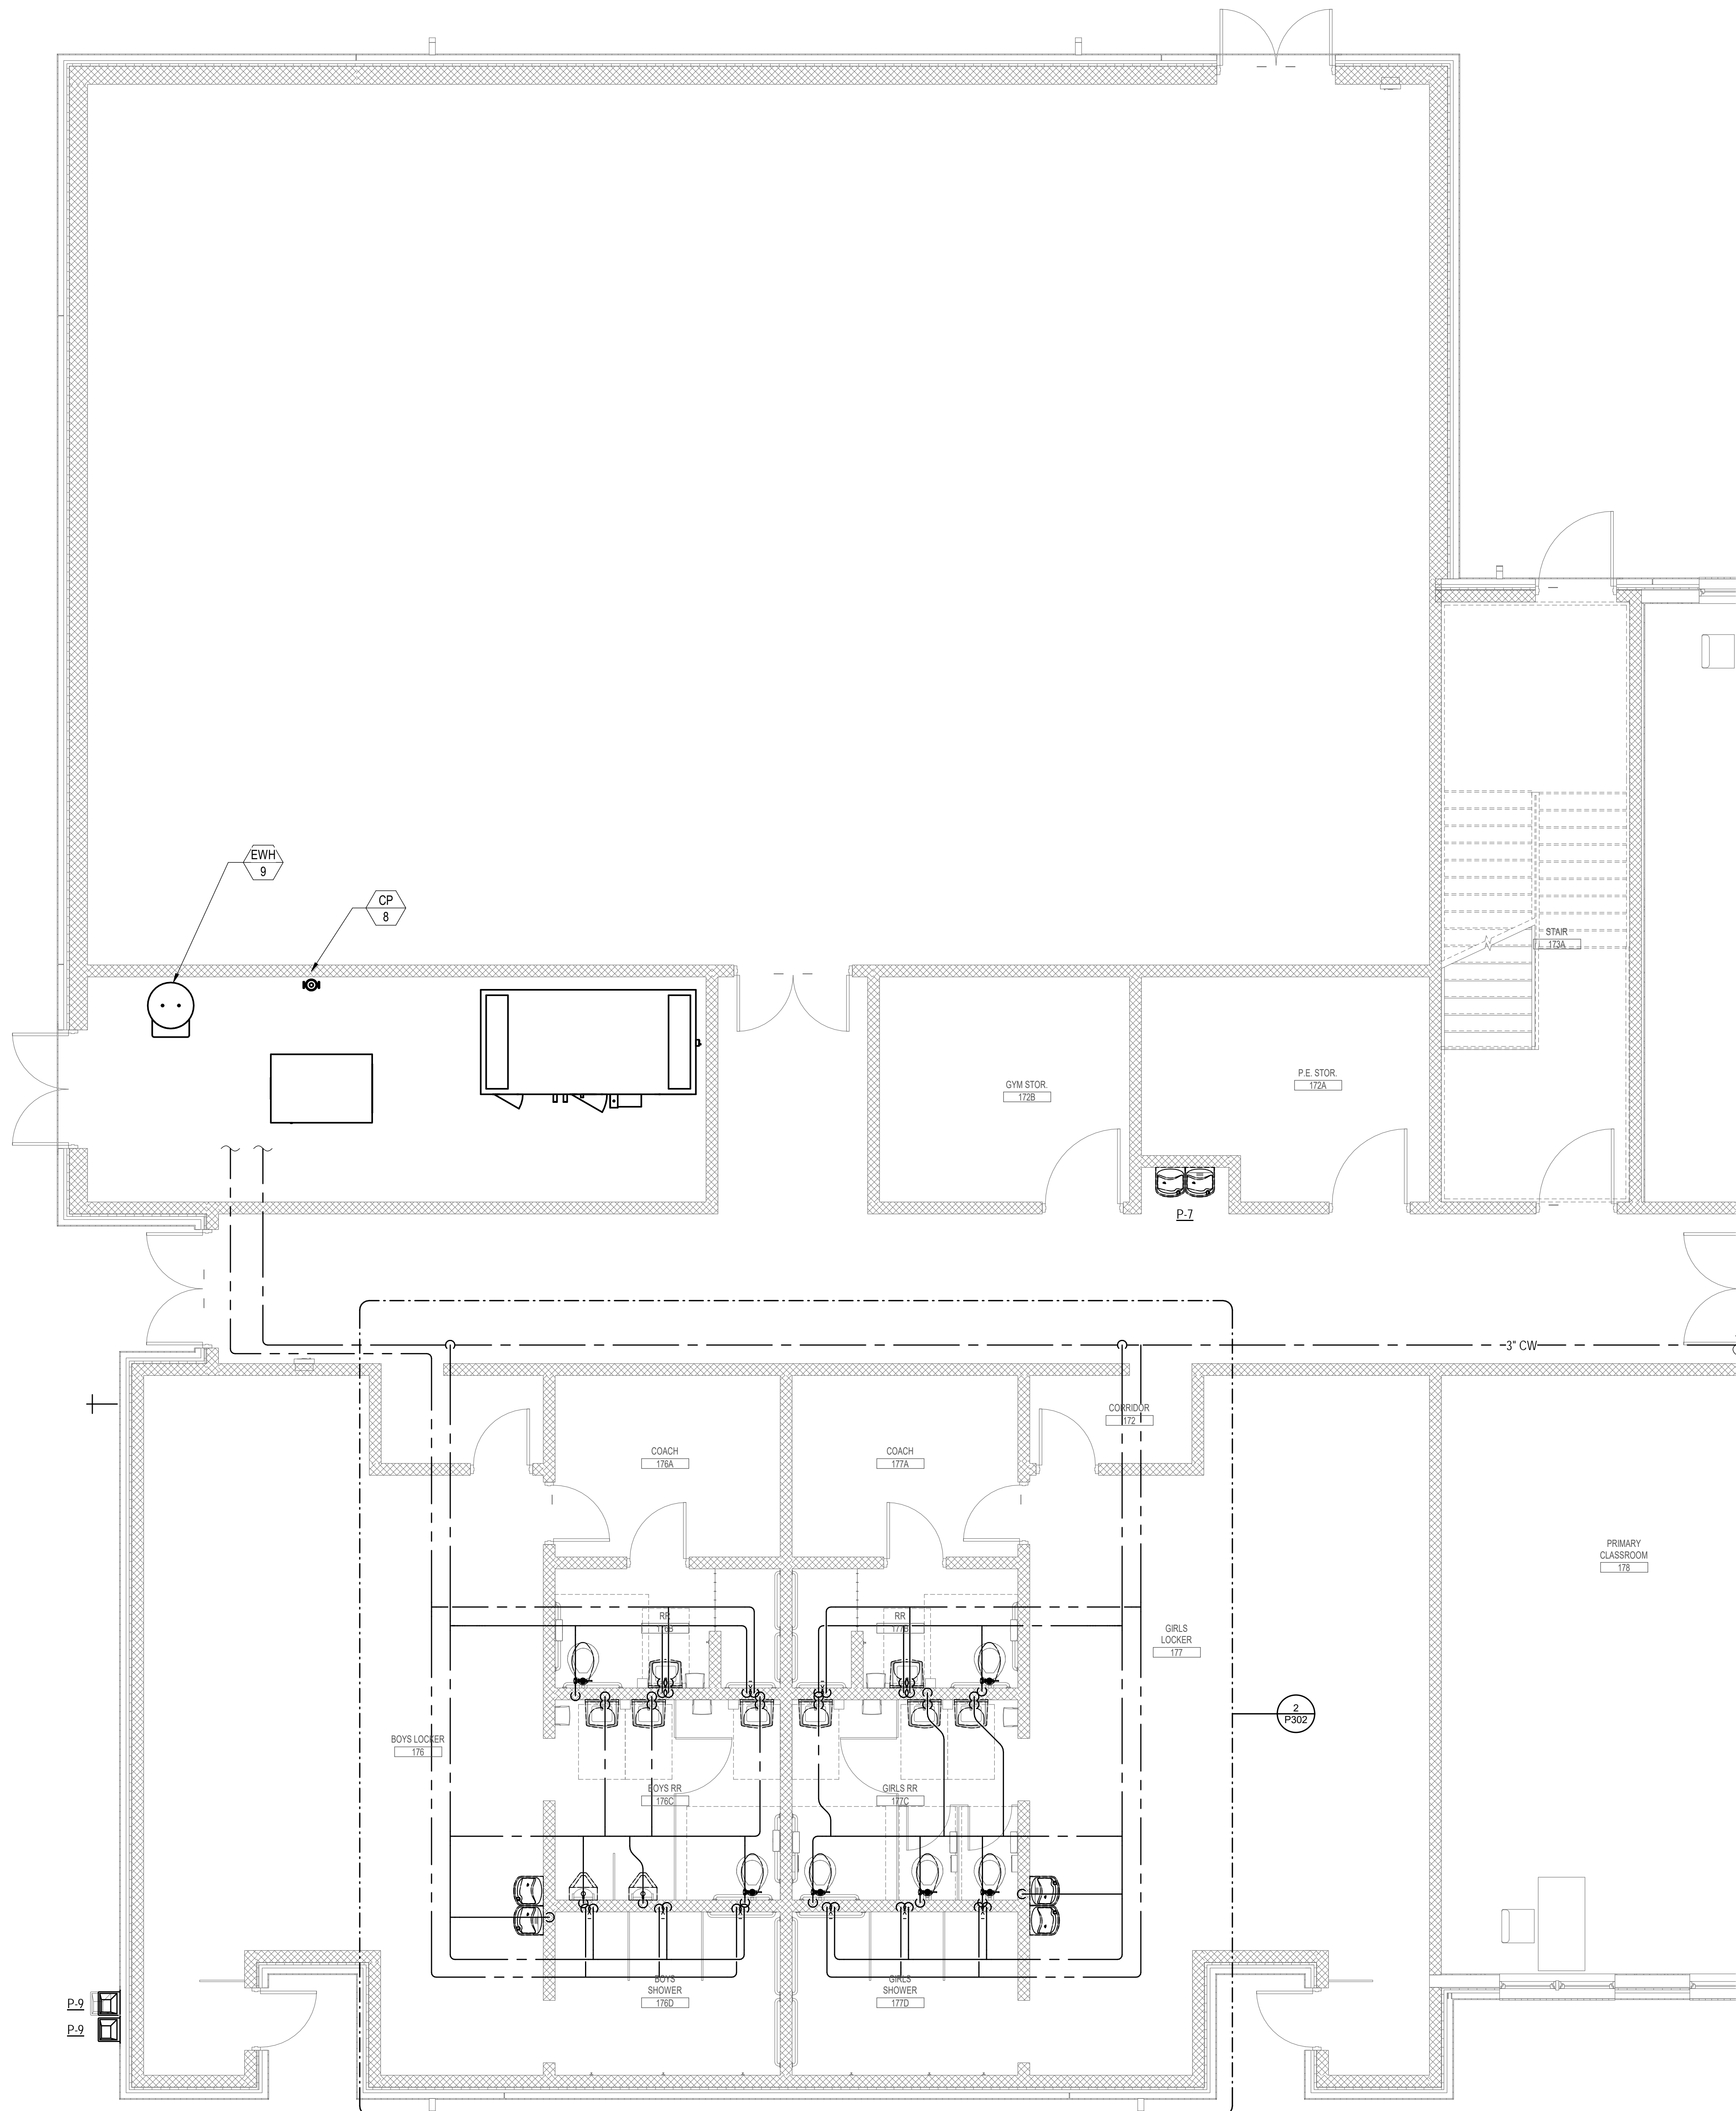 EWH
9
CP
8
STAIR
173A
P.E. STOR.
172A
GYM STOR.
172B
P-7
3" CW
CORRIDOR
172
COACH
176A
COACH
177A
PRIMARY
CLASSROOM
178
RR
176B
RR
177B
GIRLS
LOCKER
177
2
P302
BOYS LOCKER
176
BOYS RR
176C
GIRLS RR
177C
BOYS
SHOWER
176D
GIRLS
SHOWER
177D
P-9
P-9